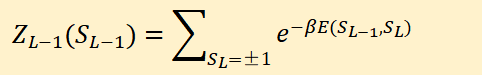 Z_{L−1}(S_{L−1}) = ∑_{S_L=±1} e^{−βE(S_{L−1},S_L)}